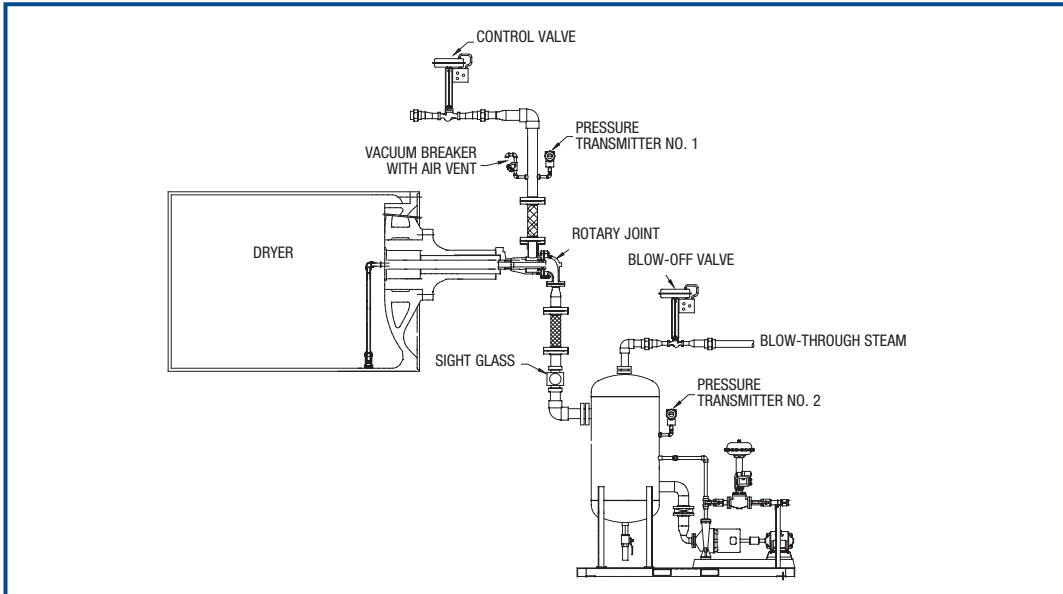 CONTROL VALVE
PRESSURE
TRANSMITTER NO. 1
VACUUM BREAKER
WITH AIR VENT
DRYER
ROTARY JOINT
BLOW-OFF VALVE
BLOW-THROUGH STEAM
SIGHT GLASS
PRESSURE
TRANSMITTER NO. 2